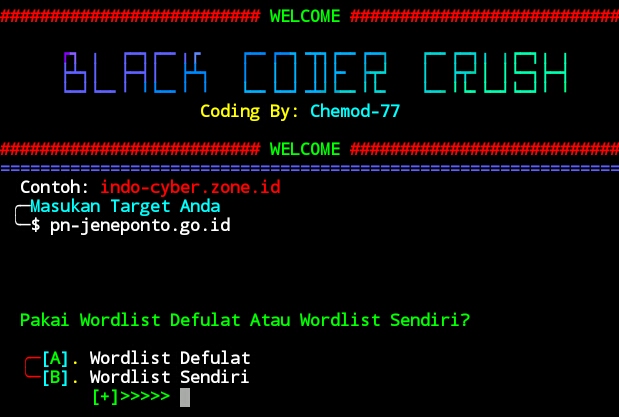 ########################## WELCOME ###########################
BLACK CODER CRUSH
Coding By: Chemod-77
########################## WELCOME ###########################
==============================================================
Contoh: indo-cyber.zone.id
Masukan Target Anda
$ pn-jeneponto.go.id
Pakai Wordlist Defulat Atau Wordlist Sendiri?
[A]. Wordlist Defulat
[B]. Wordlist Sendiri
[+]>>>>>